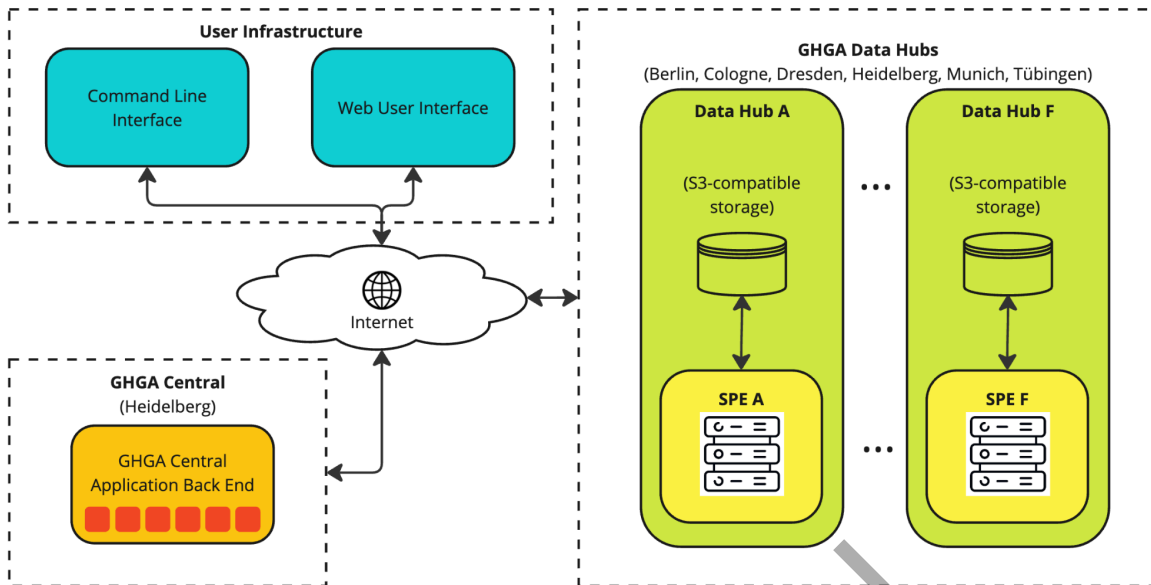 User Infrastructure
Command Line
Interface
Web User Interface
Internet
GHGA Central
(Heidelberg)
GHGA Central
Application Back End
GHGA Data Hubs
(Berlin, Cologne, Dresden, Heidelberg, Munich, Tübingen)
Data Hub A
(S3-compatible
storage)
SPE A
...
...
Data Hub F
(S3-compatible
storage)
SPE F